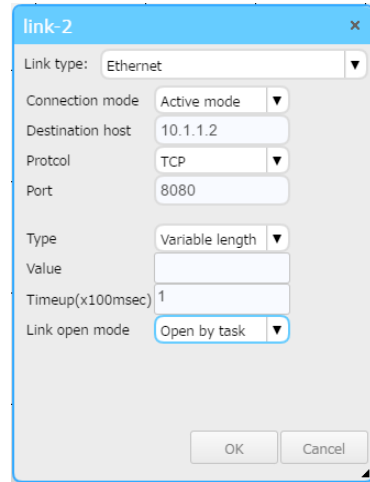 link-2 ×
Link type: Ethernet ▼
Connection mode Active mode ▼
Destination host 10.1.1.2
Protcol TCP ▼
Port 8080
Type Variable length ▼
Value
Timeup(x100msec) 1
Link open mode Open by task ▼
OK Cancel